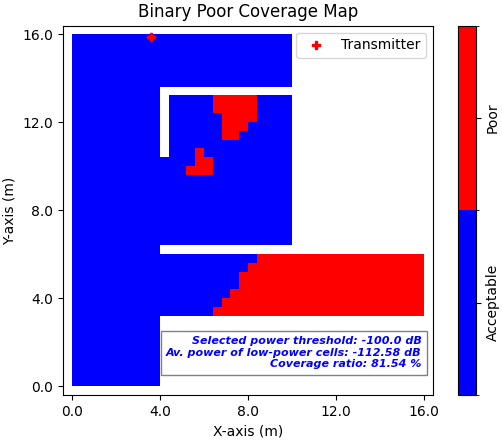 Binary Poor Coverage Map
Transmitter
16.0
12.0
8.0
4.0
0.0
Y-axis (m)
Selected power threshold: -100.0 dB
Av. power of low-power cells: -112.58 dB
Coverage ratio: 81.54 %
0.0 4.0 8.0 12.0 16.0
X-axis (m)
Poor
Acceptable